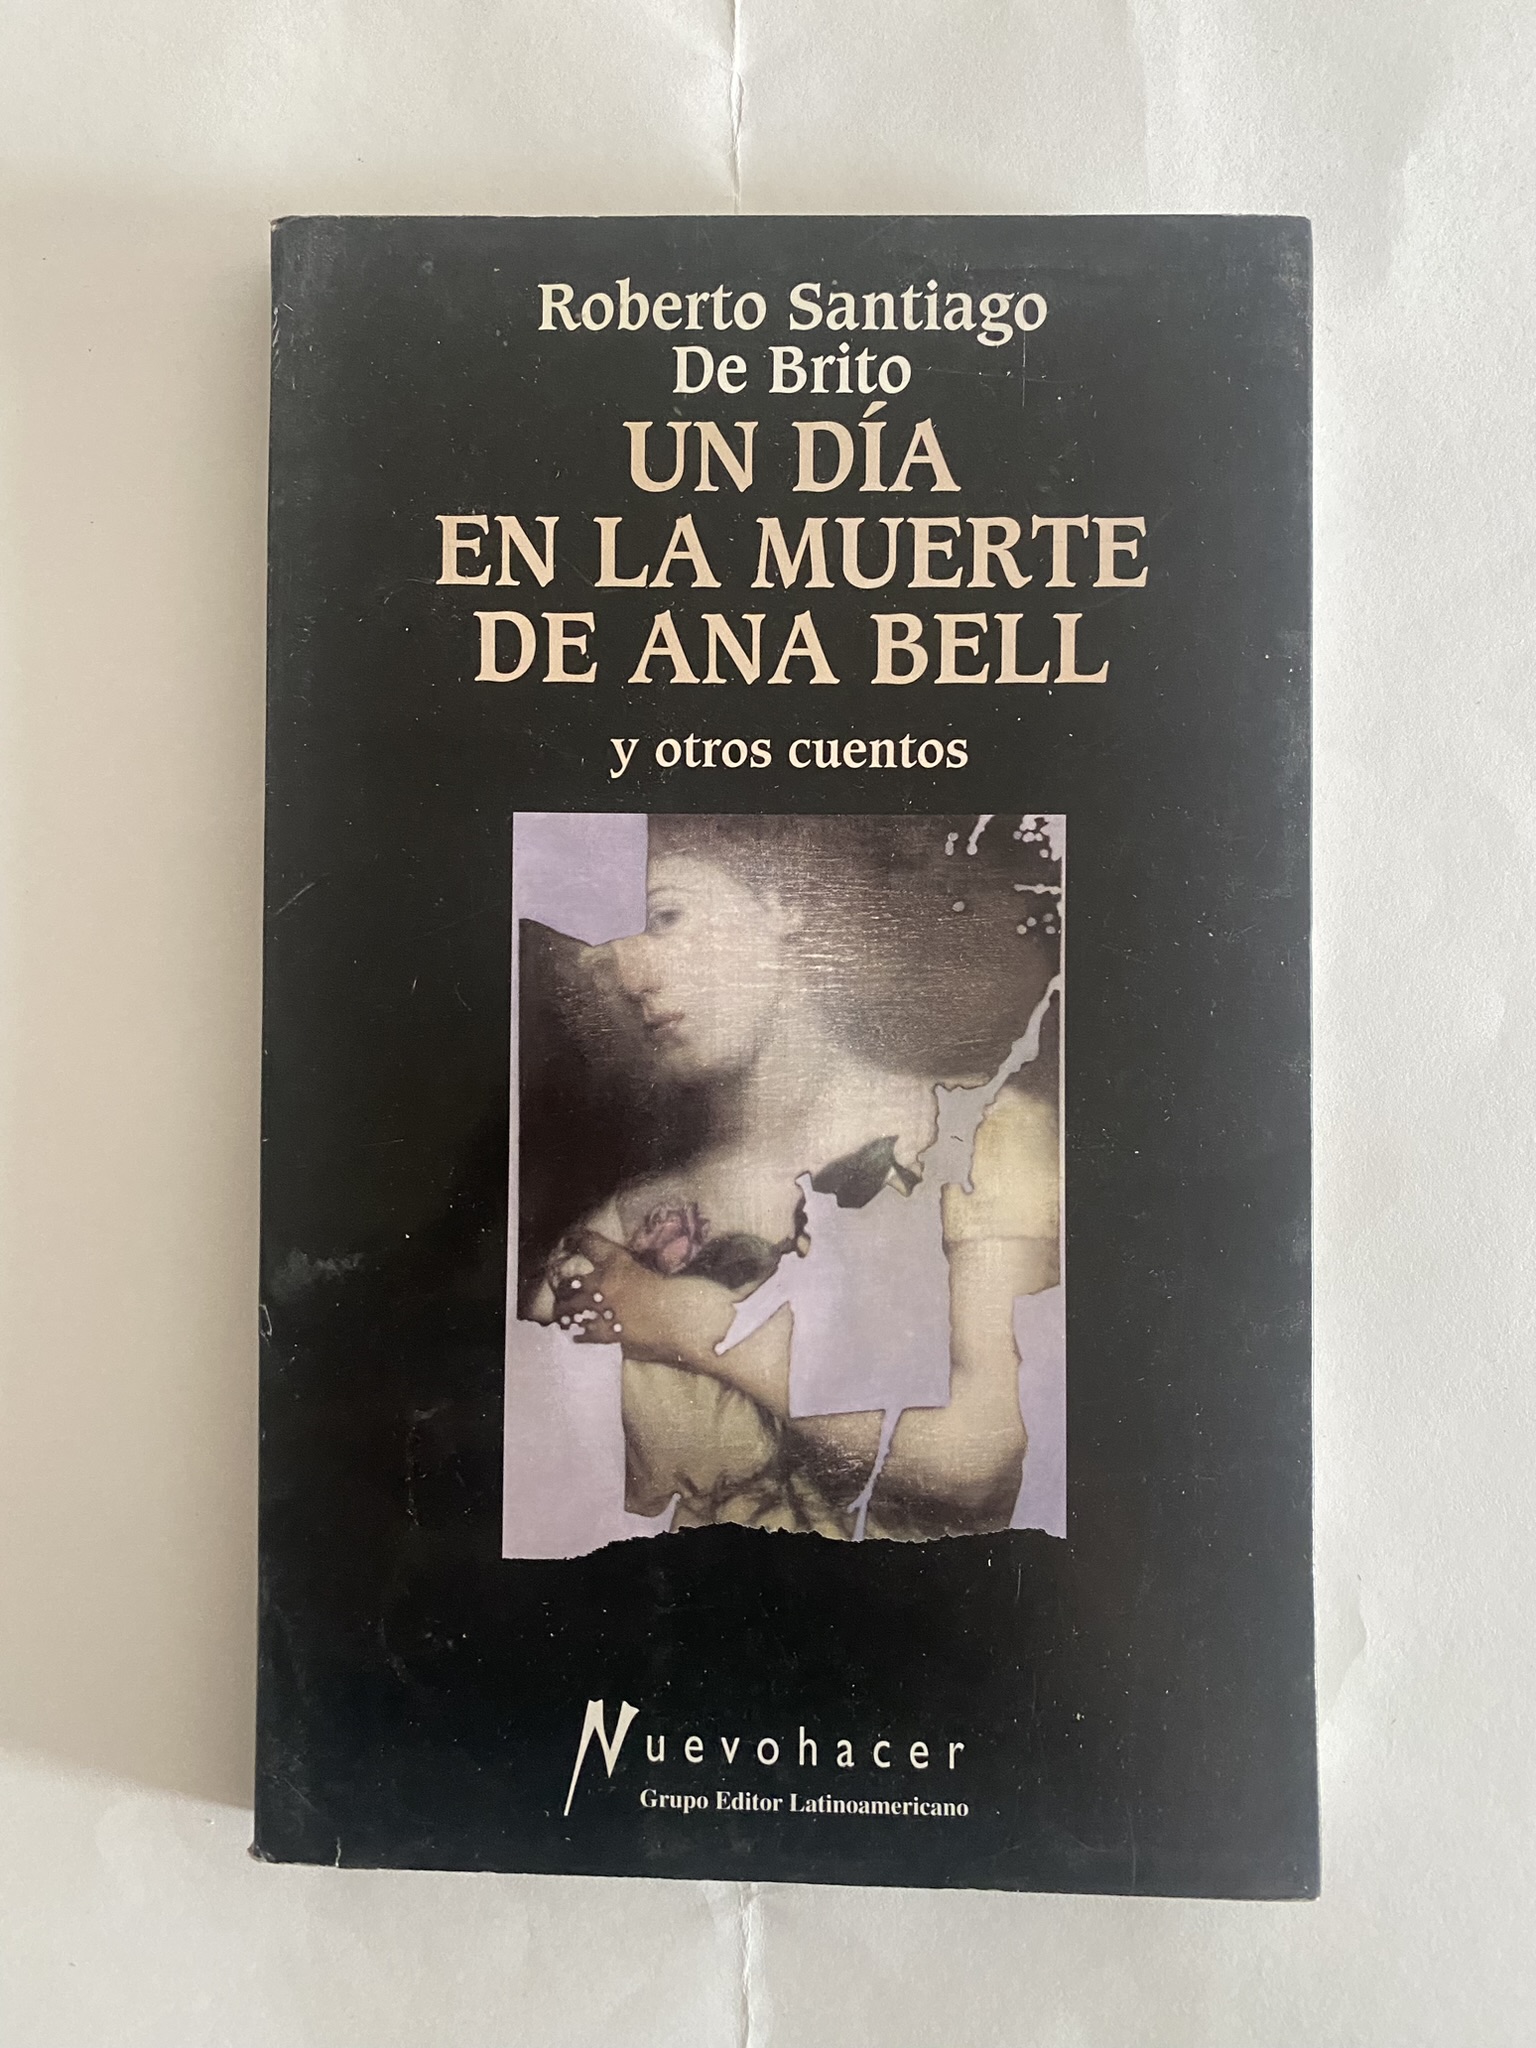 Roberto Santiago
De Brito
UN DÍA
EN LA MUERTE
DE ANA BELL
y otros cuentos
Nuevohacer
Grupo Editor Latinoamericano